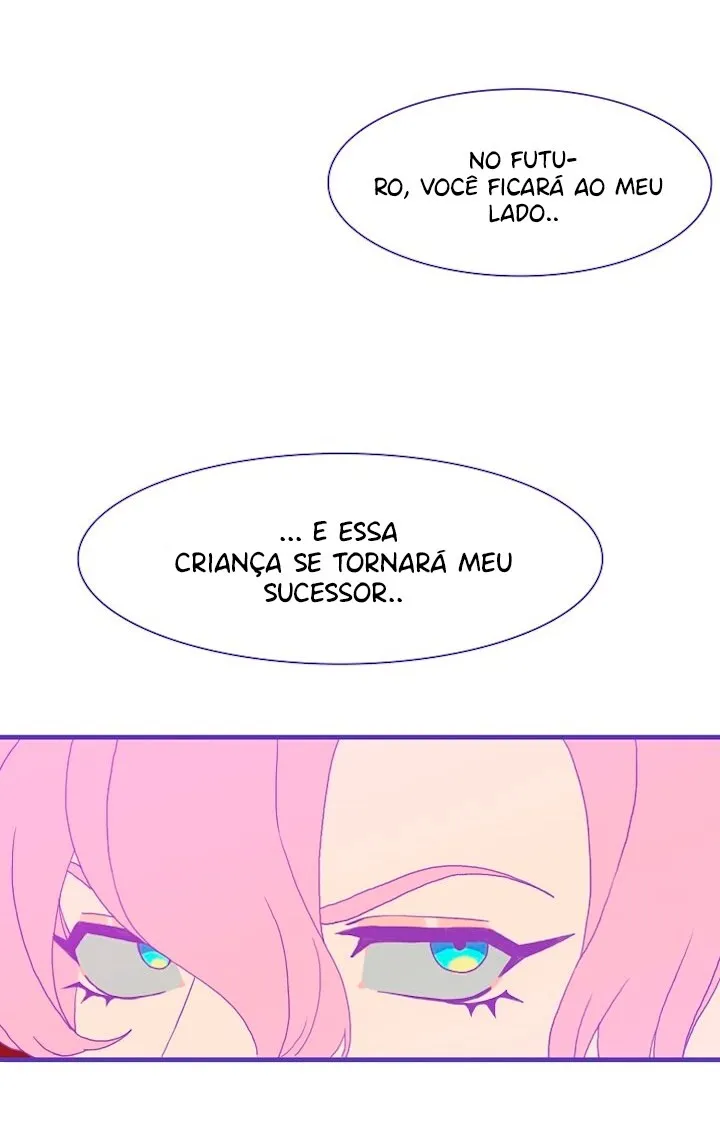 NO FUTU-
RO, VOCÊ FICARÁ AO MEU
LADO..
... E ESSA
CRIANÇA SE TORNARÁ MEU
SUCESSOR..